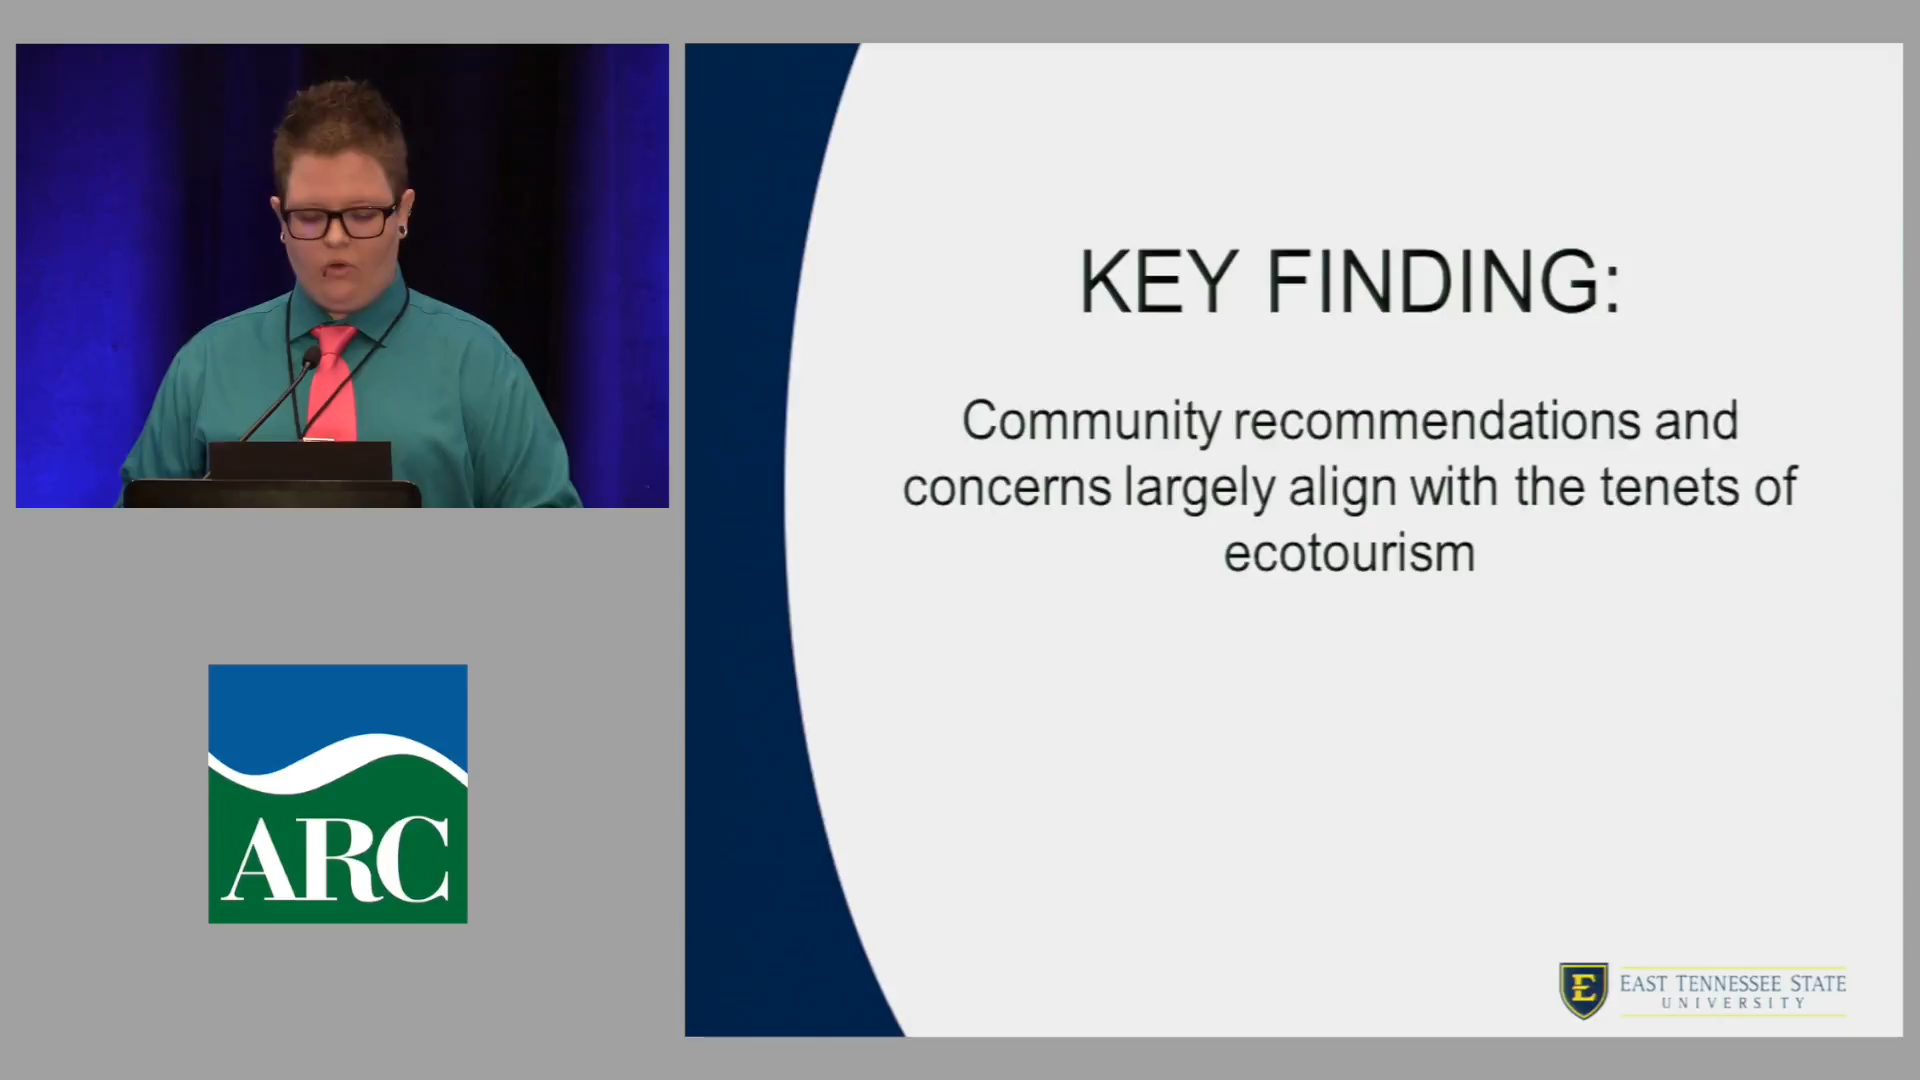 KEY FINDING:
Community recommendations and
concerns largely align with the tenets of
ecotourism
ARC
E
EAST TENNESSEE STATE
UNIVERSITY